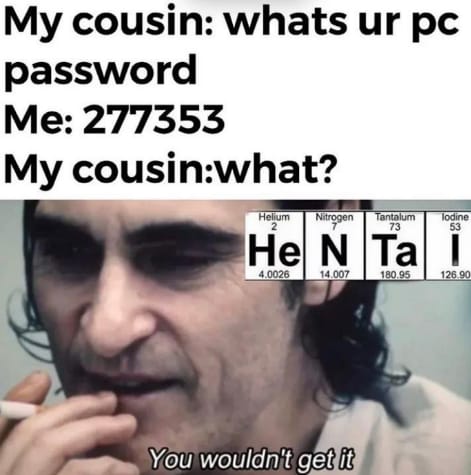 My cousin: whats ur pc
password
Me: 277353
My cousin:what?
Helium Nitrogen Tantalum Iodine
2 7 73 53
He N Ta I
4.0026 14.007 180.95 126.90
You wouldn't get it